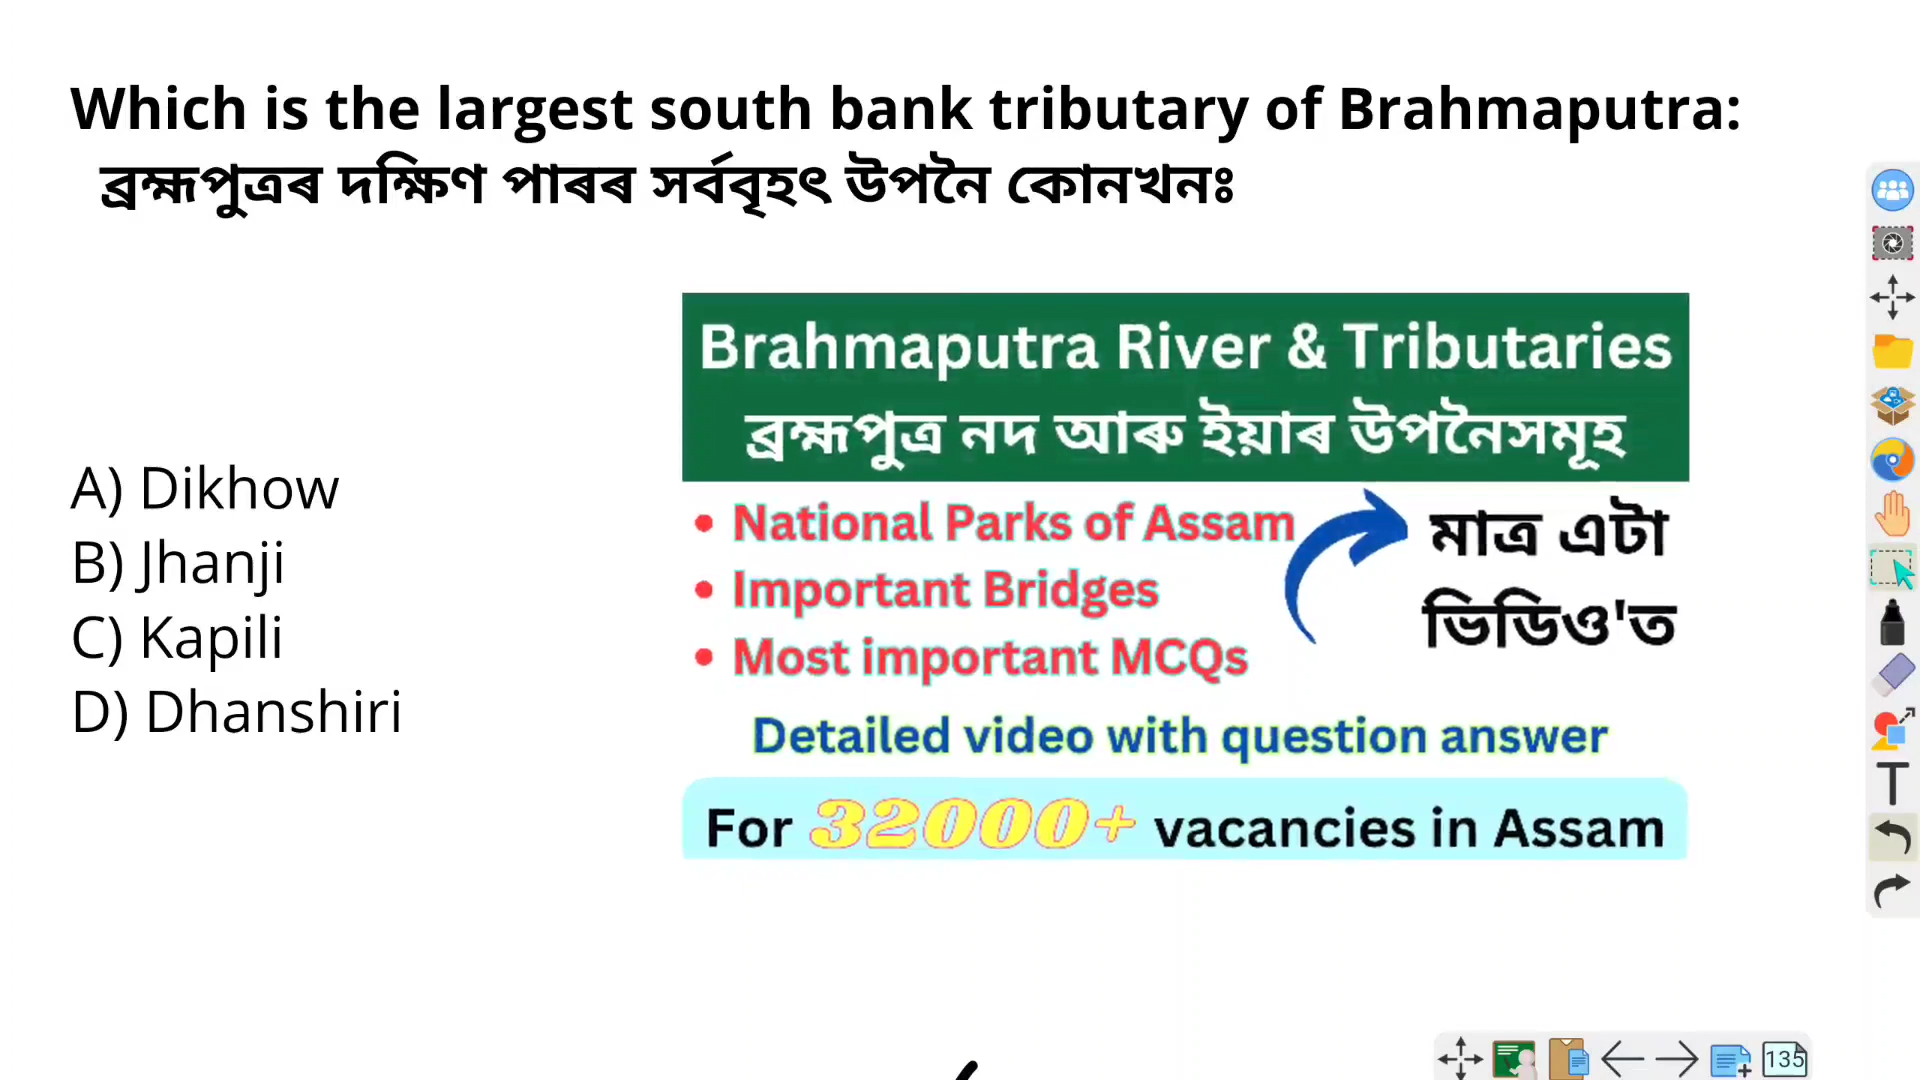 Which is the largest south bank tributary of Brahmaputra:
ব্ৰহ্মপুত্ৰৰ দক্ষিণ পাৰৰ সৰ্ববৃহৎ উপনৈ কোনখনঃ
A) Dikhow
B) Jhanji
C) Kapili
D) Dhanshiri
Brahmaputra River & Tributaries
ব্ৰহ্মপুত্ৰ নদ আৰু ইয়াৰ উপনৈসমূহ
• National Parks of Assam
• Important Bridges
• Most important MCQs
মাত্ৰ এটা
ভিডিও'ত
Detailed video with question answer
For 32000+ vacancies in Assam
135